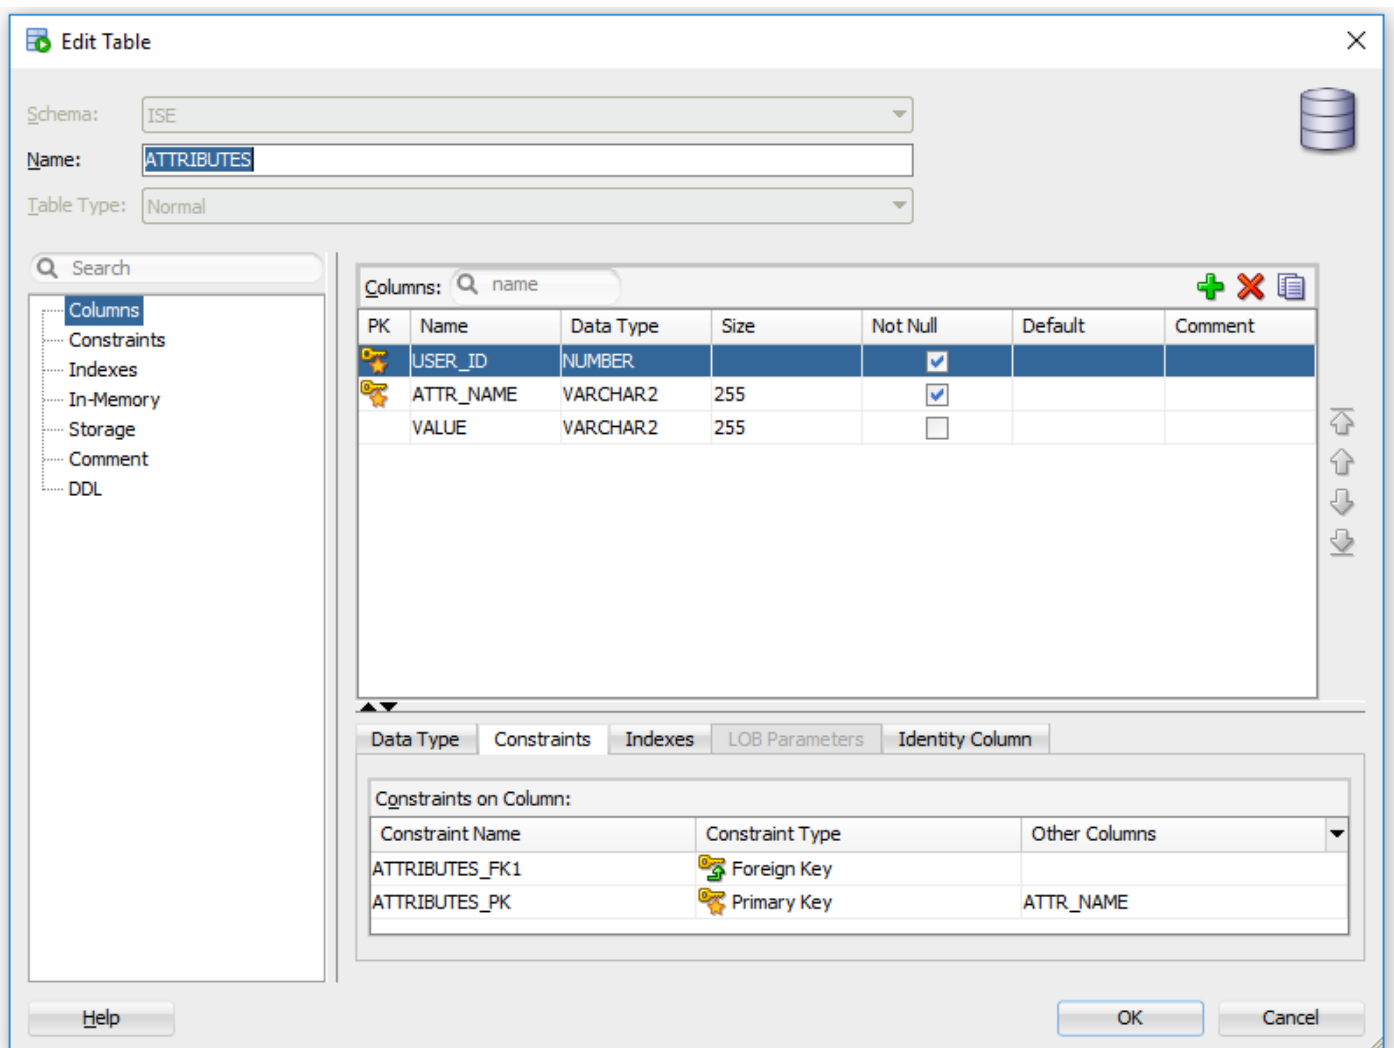 Edit Table
Schema: ISE
Name: ATTRIBUTES
Table Type: Normal
Search
Columns
Constraints
Indexes
In-Memory
Storage
Comment
DDL
Columns: name
PK Name Data Type Size Not Null Default Comment
USER_ID NUMBER
ATTR_NAME VARCHAR2 255
VALUE VARCHAR2 255
Data Type Constraints Indexes LOB Parameters Identity Column
Constraints on Column:
Constraint Name Constraint Type Other Columns
ATTRIBUTES_FK1 Foreign Key
ATTRIBUTES_PK Primary Key ATTR_NAME
Help OK Cancel